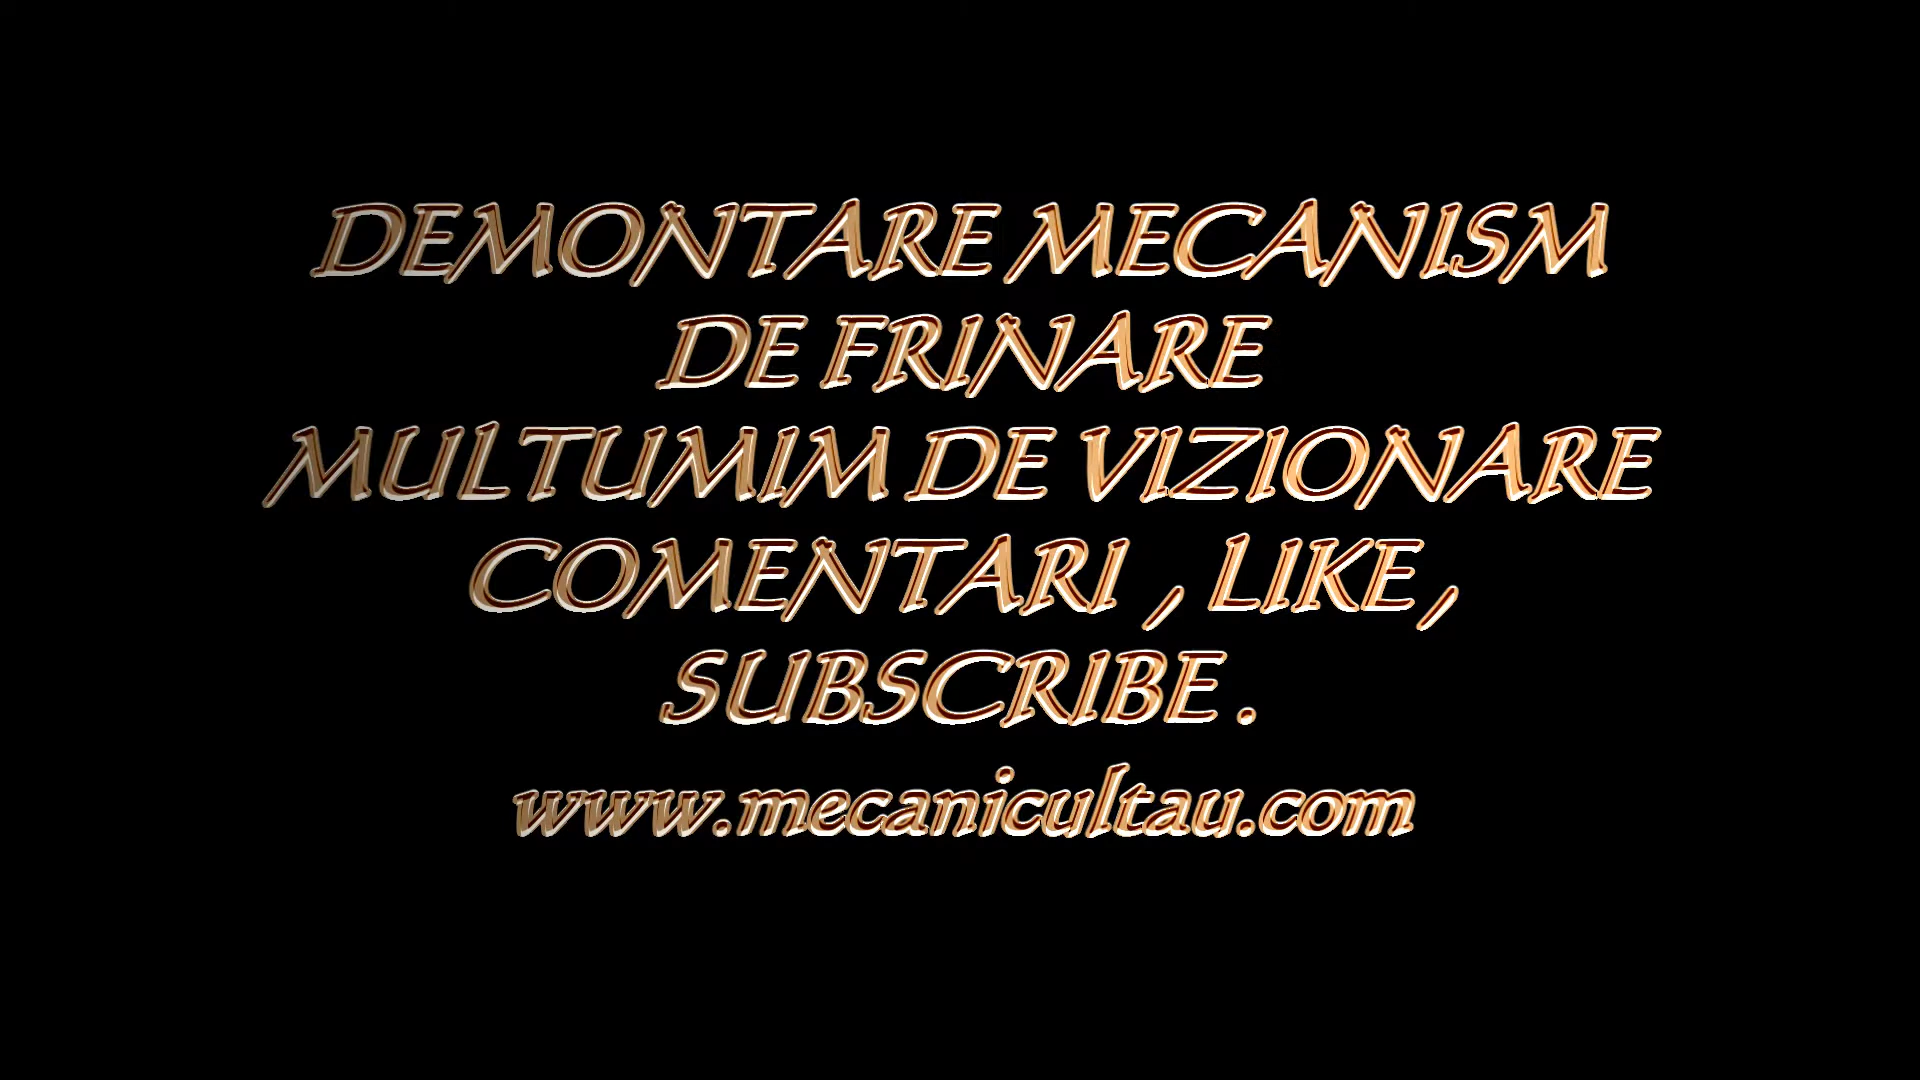 DEMONTARE MECANISM
DE FRINARE
MULTUMIM DE VIZIONARE
COMENTARI , LIKE ,
SUBSCRIBE .
www.mecanicultau.com